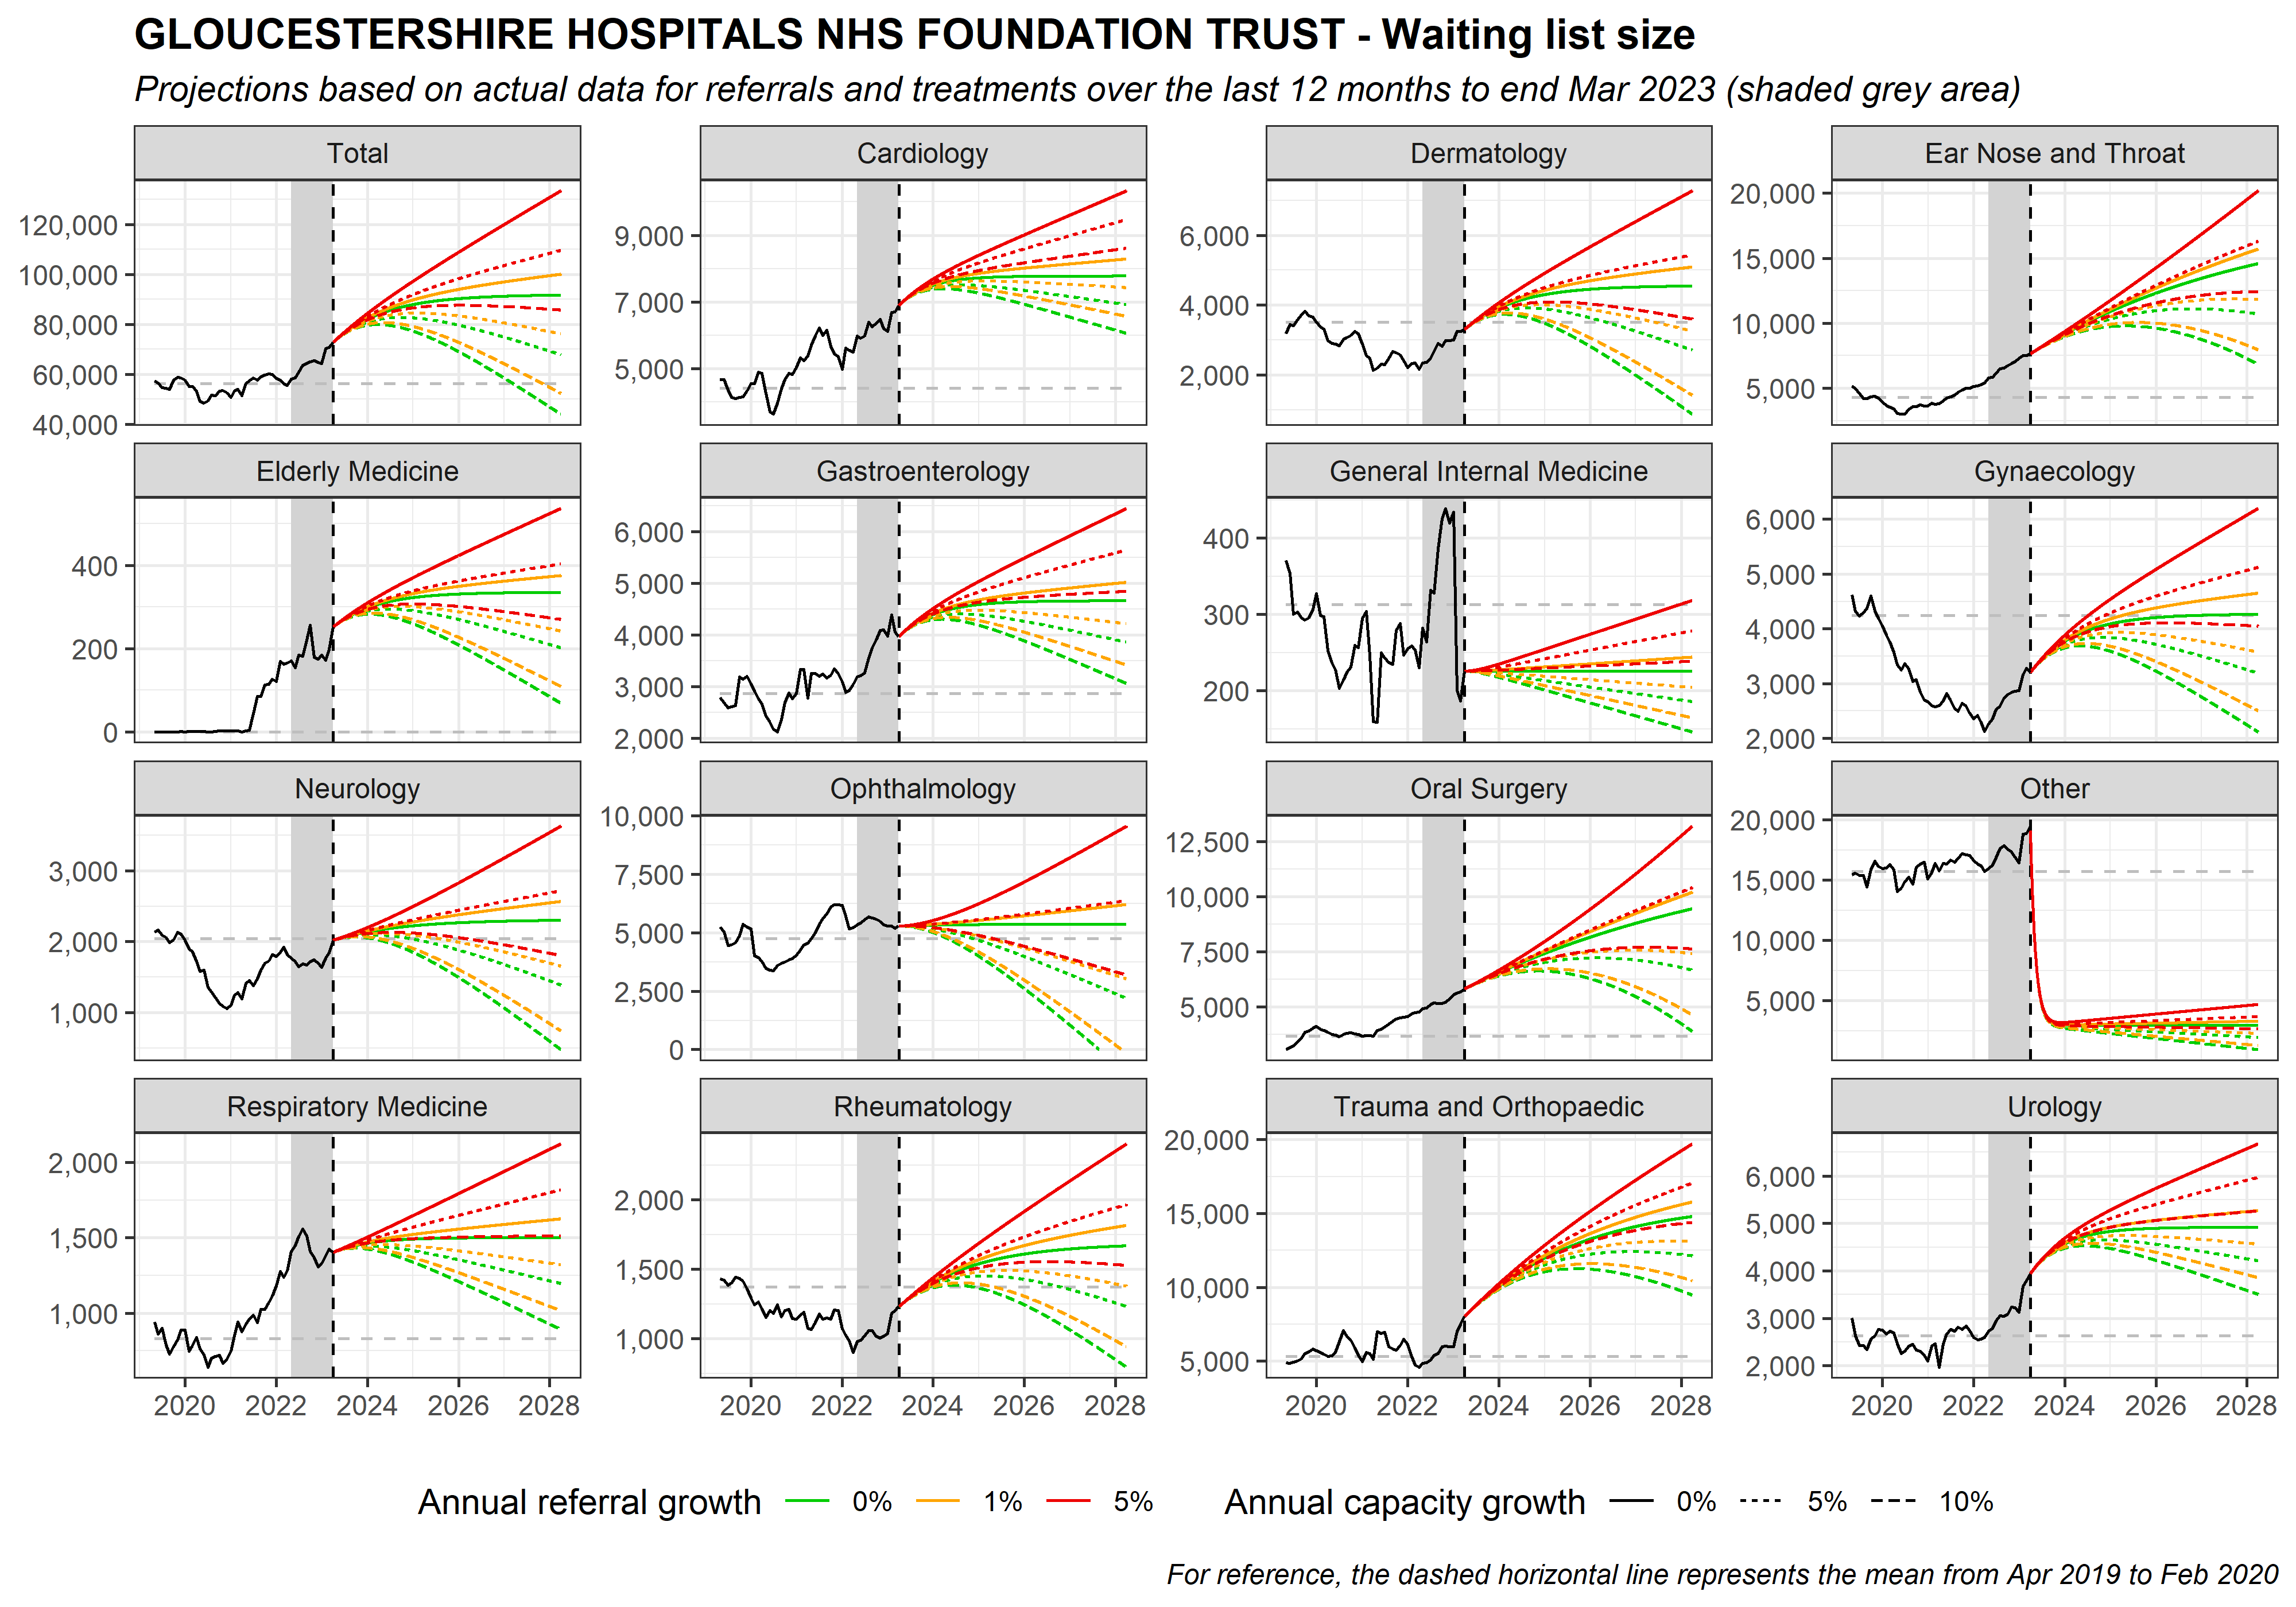 GLOUCESTERSHIRE HOSPITALS NHS FOUNDATION TRUST - Waiting list size
Projections based on actual data for referrals and treatments over the last 12 months to end Mar 2023 (shaded grey area)
Total
120,000
100,000
80,000
60,000
40,000
Cardiology
9,000
7,000
5,000
Dermatology
6,000
4,000
2,000
Ear Nose and Throat
20,000
15,000
10,000
5,000
Elderly Medicine
400
200
0
Gastroenterology
6,000
5,000
4,000
3,000
2,000
General Internal Medicine
400
300
200
Gynaecology
6,000
5,000
4,000
3,000
2,000
Neurology
3,000
2,000
1,000
Ophthalmology
10,000
7,500
5,000
2,500
0
Oral Surgery
12,500
10,000
7,500
5,000
Other
20,000
15,000
10,000
5,000
Respiratory Medicine
2,000
1,500
1,000
2020 2022 2024 2026 2028
Rheumatology
2,000
1,500
1,000
2020 2022 2024 2026 2028
Trauma and Orthopaedic
20,000
15,000
10,000
5,000
2020 2022 2024 2026 2028
Urology
6,000
5,000
4,000
3,000
2,000
2020 2022 2024 2026 2028
Annual referral growth 0% 1% 5% Annual capacity growth 0% 5% 10%
For reference, the dashed horizontal line represents the mean from Apr 2019 to Feb 2020